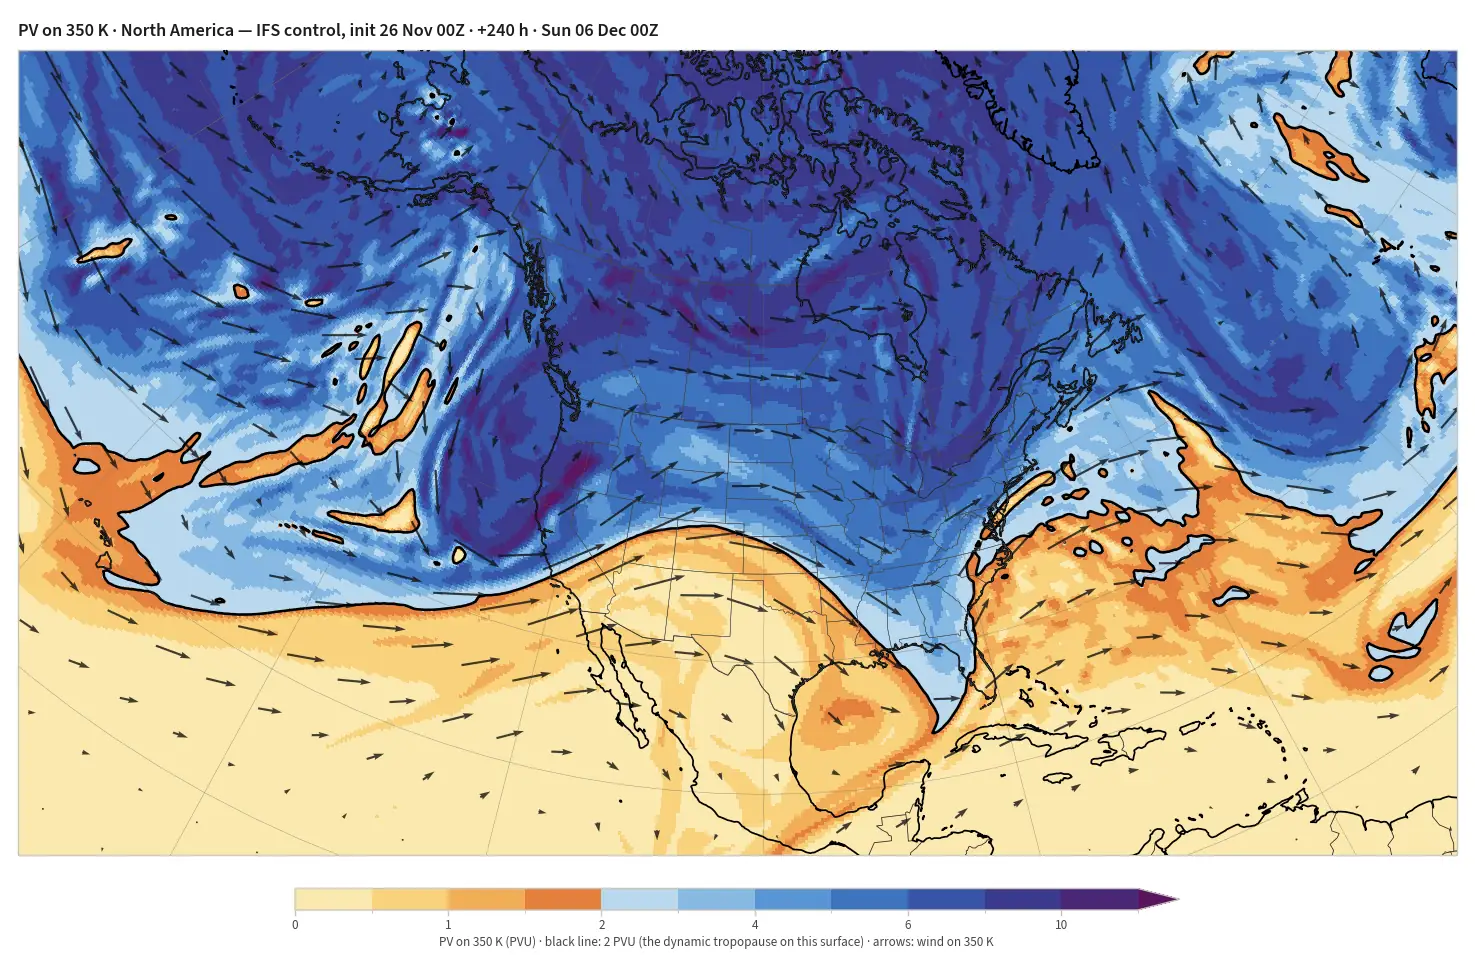 PV on 350 K · North America — IFS control, init 26 Nov 00Z · +240 h · Sun 06 Dec 00Z
0 1 2 4 6 10
PV on 350 K (PVU) · black line: 2 PVU (the dynamic tropopause on this surface) · arrows: wind on 350 K